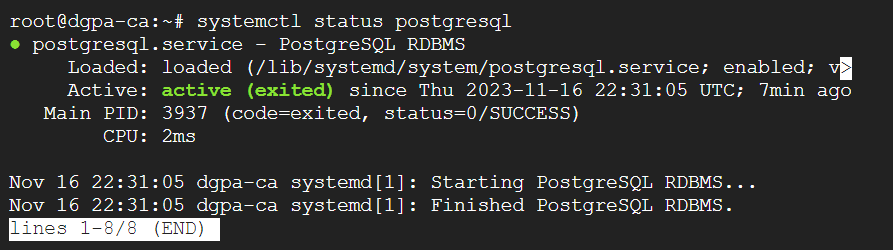 root@dgpa-ca:~# systemctl status postgresql
● postgresql.service - PostgreSQL RDBMS
     Loaded: loaded (/lib/systemd/system/postgresql.service; enabled; v>
     Active: active (exited) since Thu 2023-11-16 22:31:05 UTC; 7min ago
   Main PID: 3937 (code=exited, status=0/SUCCESS)
        CPU: 2ms

Nov 16 22:31:05 dgpa-ca systemd[1]: Starting PostgreSQL RDBMS...
Nov 16 22:31:05 dgpa-ca systemd[1]: Finished PostgreSQL RDBMS.
lines 1-8/8 (END)